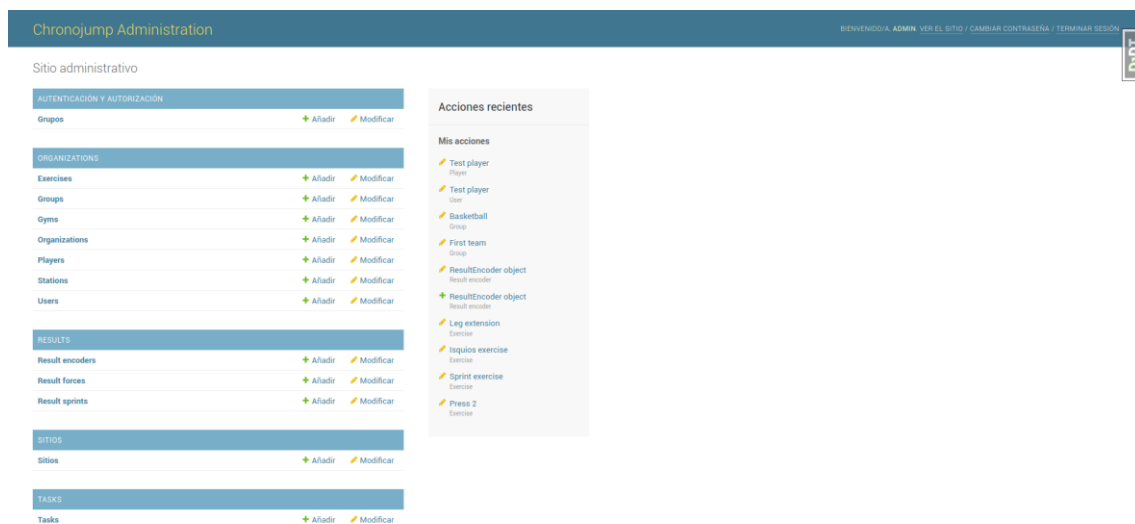 Chronojump Administration
BIENVENIDO/A, ADMIN. VER EL SITIO / CAMBIAR CONTRASEÑA / TERMINAR SESIÓN
DjDT
Sitio administrativo
AUTENTICACIÓN Y AUTORIZACIÓN
Grupos Añadir Modificar
ORGANIZATIONS
Exercises Añadir Modificar
Groups Añadir Modificar
Gyms Añadir Modificar
Organizations Añadir Modificar
Players Añadir Modificar
Stations Añadir Modificar
Users Añadir Modificar
RESULTS
Result encoders Añadir Modificar
Result forces Añadir Modificar
Result sprints Añadir Modificar
SITIOS
Sitios Añadir Modificar
TASKS
Tasks Añadir Modificar
Acciones recientes
Mis acciones
Test player
Player
Test player
User
Basketball
Group
First team
Group
ResultEncoder object
Result encoder
ResultEncoder object
Result encoder
Leg extension
Exercise
Isquios exercise
Exercise
Sprint exercise
Exercise
Press 2
Exercise